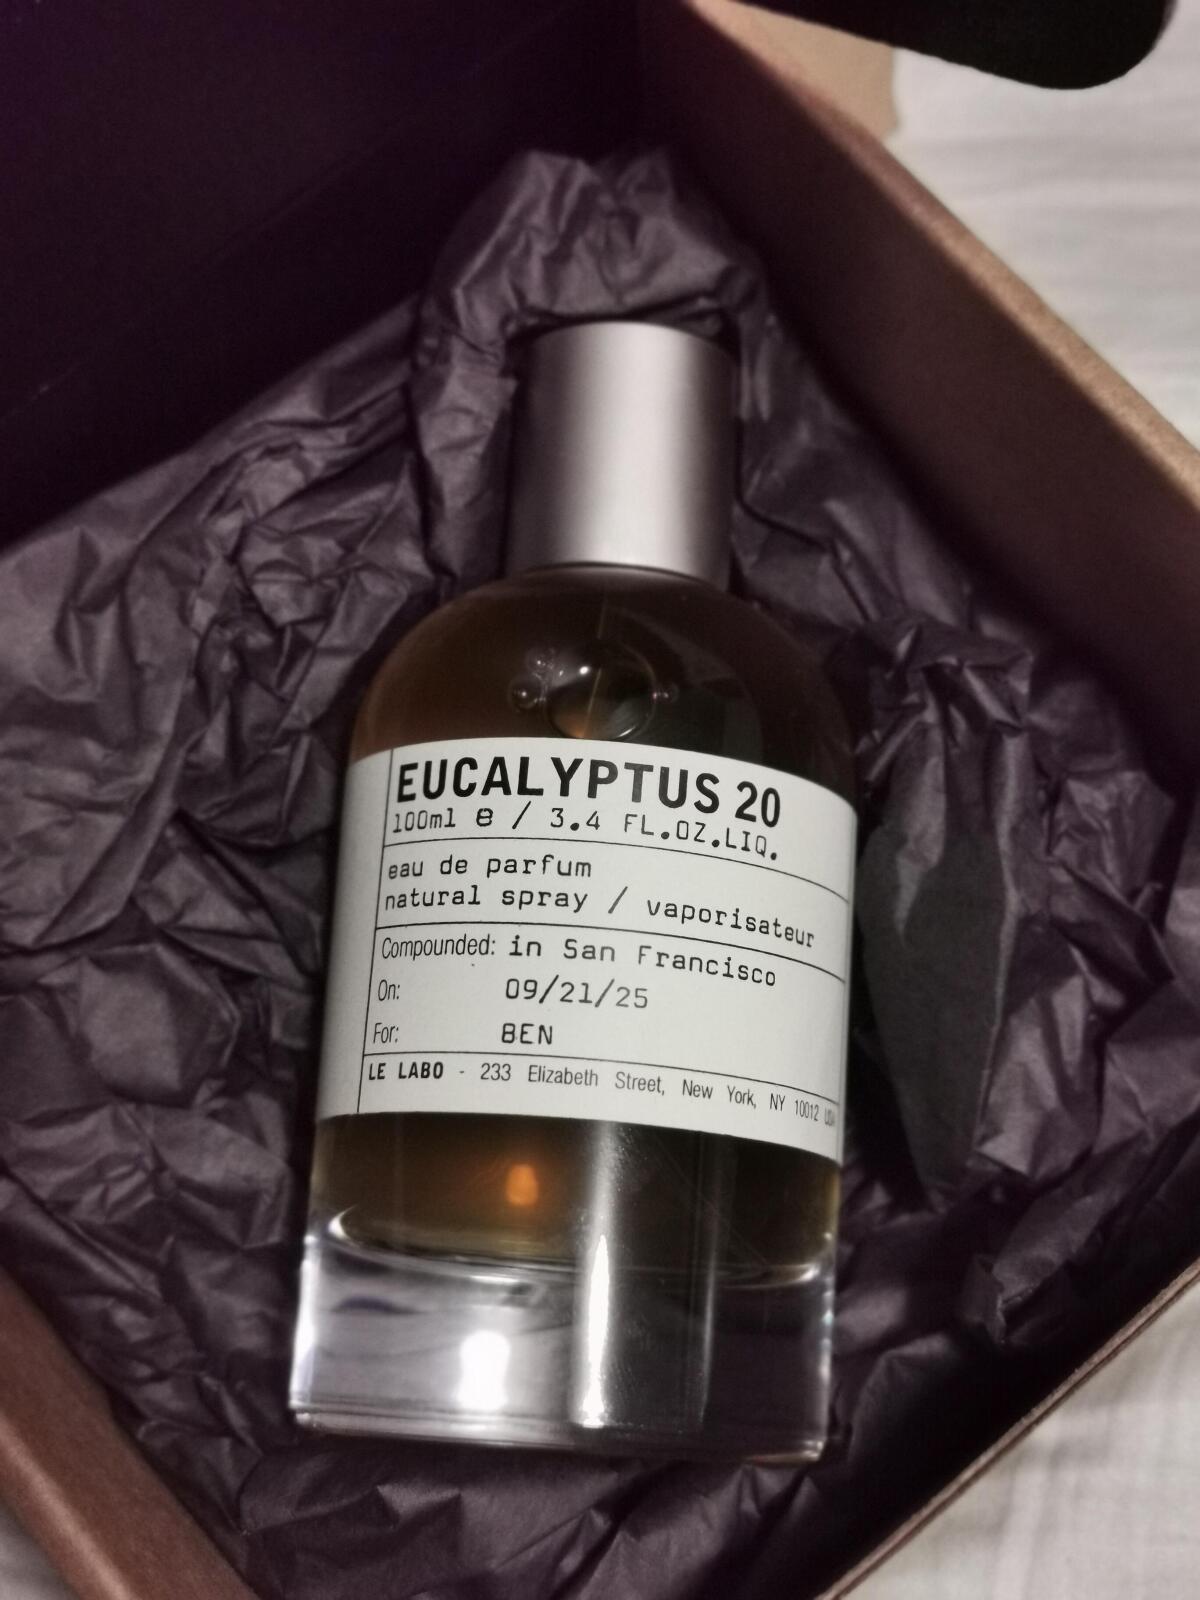 EUCALYPTUS 20
100ml e / 3.4 FL.OZ.LIQ.
eau de parfum
natural spray / vaporisateur
Compounded: in San Francisco
On: 09/21/25
For: BEN
LE LABO - 233 Elizabeth Street, New York, NY 10012 USA